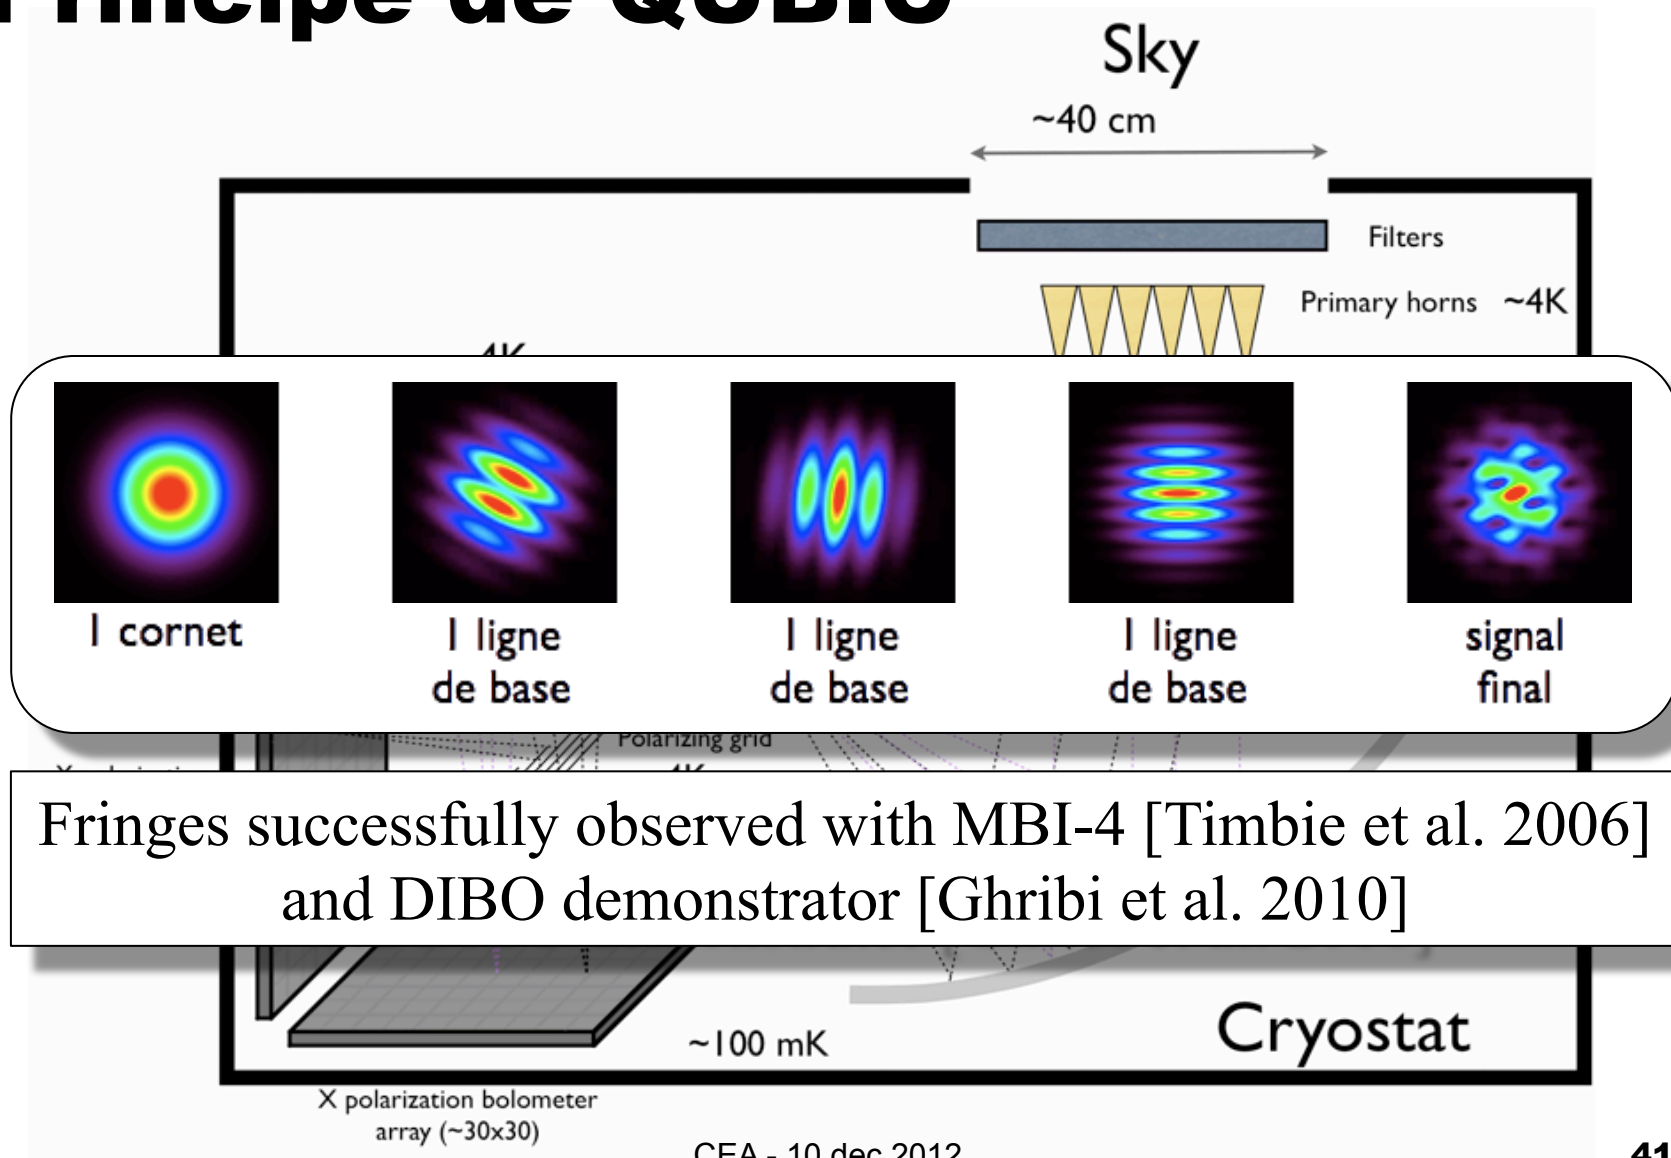 Principe de QUBIC
Sky
~40 cm
Filters
Primary horns ~4K
4K
1 cornet
1 ligne
de base
1 ligne
de base
1 ligne
de base
signal
final
Polarizing grid
4K
Fringes successfully observed with MBI-4 [Timbie et al. 2006]
and DIBO demonstrator [Ghribi et al. 2010]
Cryostat
~100 mK
X polarization bolometer
array (~30x30)
CEA - 10 dec 2012
41